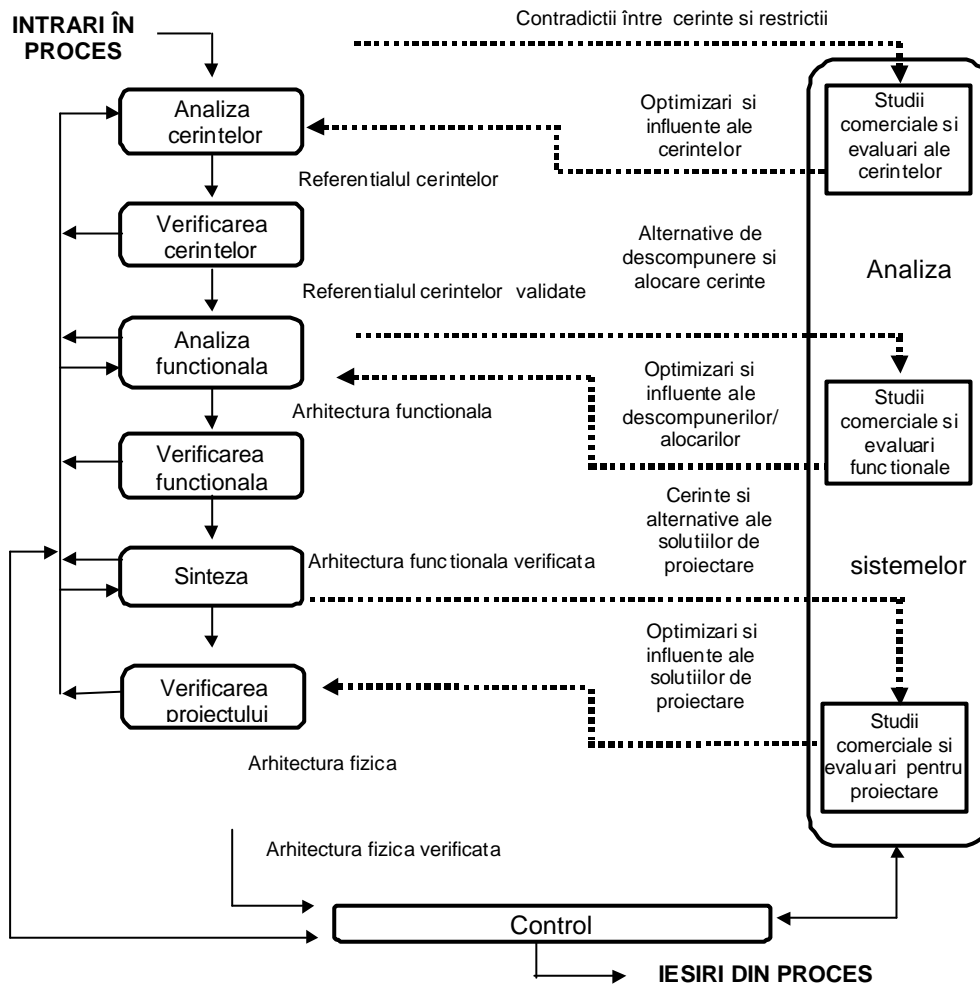 INTRARI ÎN
PROCES
Contradictii între cerinte si restrictii
Analiza
cerintelor
Optimizari si
influente ale
cerintelor
Studii
comerciale si
evaluari ale
cerintelor
Referentialul cerintelor
Verificarea
cerintelor
Alternative de
descompunere si
alocare cerinte
Analiza
Referentialul cerintelor validate
Analiza
functionala
Optimizari si
influente ale
descompunerilor/
alocarilor
Studii
comerciale si
evaluari
functionale
Arhitectura functionala
Verificarea
functionala
Cerinte si
alternative ale
solutiilor de
proiectare
Arhitectura functionala verificata
Sinteza
sistemelor
Optimizari si
influente ale
solutiilor de
proiectare
Verificarea
proiectului
Studii
comerciale si
evaluari pentru
proiectare
Arhitectura fizica
Arhitectura fizica verificata
Control
IESIRI DIN PROCES